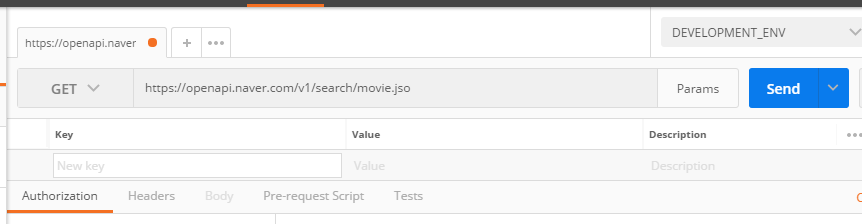 https://openapi.naver
DEVELOPMENT_ENV
GET
https://openapi.naver.com/v1/search/movie.jso
Params
Send
Key
Value
Description
New key
Value
Description
Authorization
Headers
Body
Pre-request Script
Tests